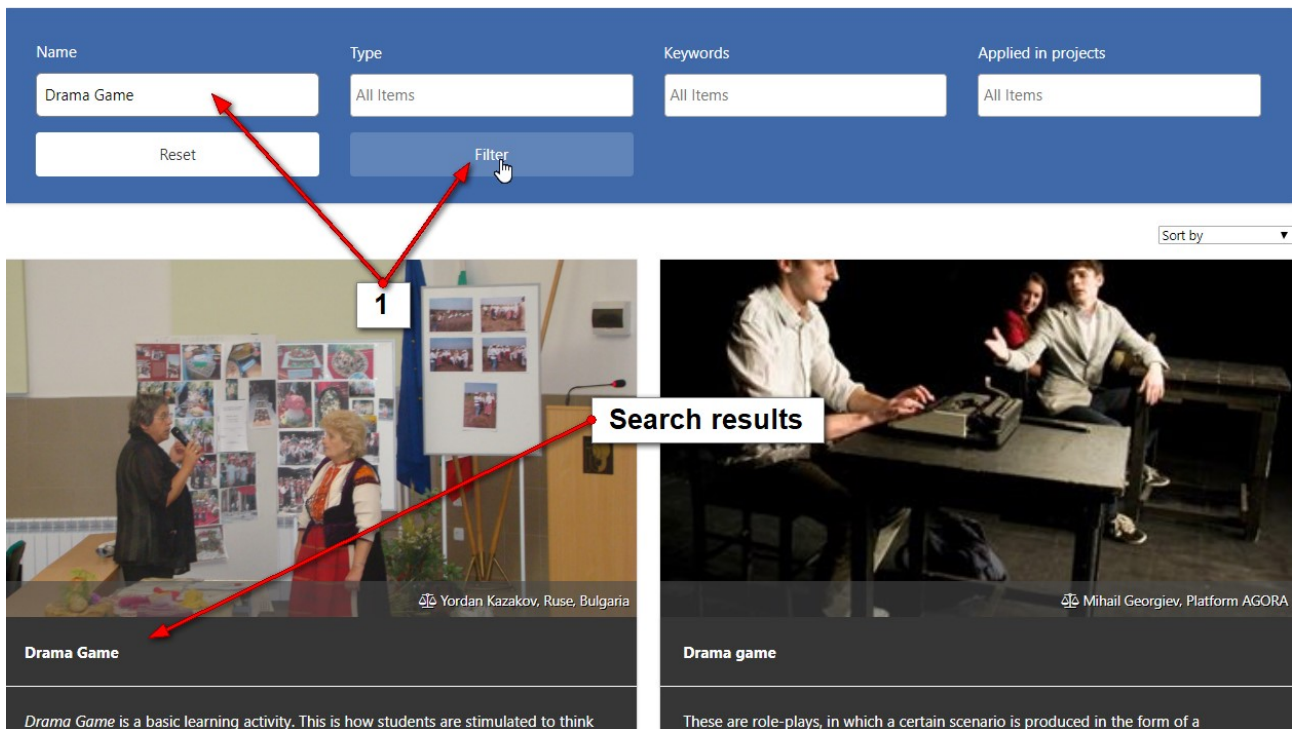 Name
Type
Keywords
Applied in projects
Drama Game
All Items
All Items
All Items
Reset
Filter
Sort by
1
Search results
Yordan Kazakov, Ruse, Bulgaria
Mihail Georgiev, Platform AGORA
Drama Game
Drama game
Drama Game is a basic learning activity. This is how students are stimulated to think
These are role-plays, in which a certain scenario is produced in the form of a